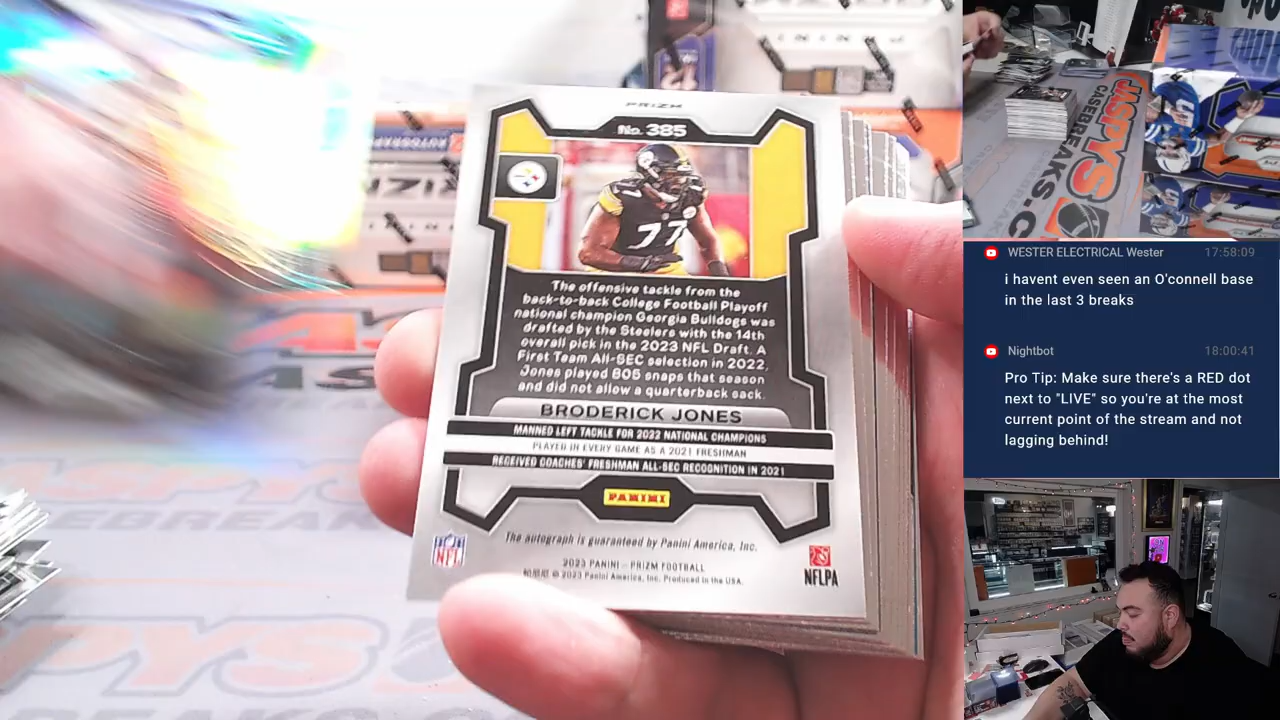 PRIZM
No. 385
77
The offensive tackle from the
back-to-back College Football Playoff
national champion Georgia Bulldogs was
drafted by the Steelers with the 14th
overall pick in the 2023 NFL Draft. A
First Team All-SEC selection in 2022,
Jones played 605 snaps that season
and did not allow a quarterback sack.
BRODERICK JONES
MANNED LEFT TACKLE FOR 2022 NATIONAL CHAMPIONS
PLAYED IN EVERY GAME AS A 2021 FRESHMAN
RECEIVED COACHES' FRESHMAN ALL-SEC RECOGNITION IN 2021
PANINI
The autograph is guaranteed by Panini America, Inc.
2023 PANINI – PRIZM FOOTBALL
© 2023 Panini America, Inc. Produced in the USA.
NFL
NFLPA
JASPYS
CASEBREAKS.C
WESTER ELECTRICAL Wester 17:58:09
i havent even seen an O'connell base
in the last 3 breaks
Nightbot 18:00:41
Pro Tip: Make sure there's a RED dot
next to "LIVE" so you're at the most
current point of the stream and not
lagging behind!